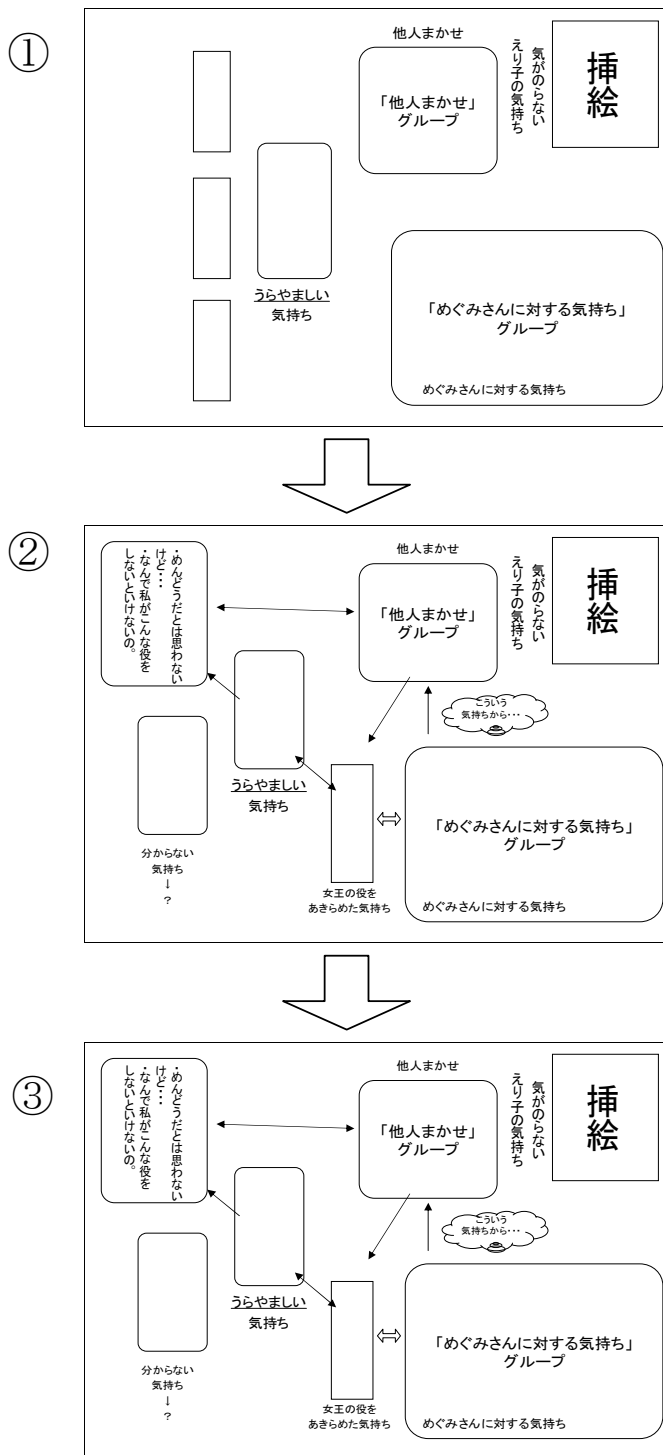 ①
挿絵
気がのらない
えり子の気持ち
他人まかせ
「他人まかせ」
グループ
うらやましい
気持ち
「めぐみさんに対する気持ち」
グループ
めぐみさんに対する気持ち
②
挿絵
気がのらない
えり子の気持ち
他人まかせ
「他人まかせ」
グループ
・めんどうだとは思わない
けど・・・
・なんで私がこんな役を
しないといけないの。
こういう
気持ちから・・・
うらやましい
気持ち
「めぐみさんに対する気持ち」
グループ
めぐみさんに対する気持ち
女王の役を
あきらめた気持ち
分からない
気持ち
↓
?
③
挿絵
気がのらない
えり子の気持ち
他人まかせ
「他人まかせ」
グループ
・めんどうだとは思わない
けど・・・
・なんで私がこんな役を
しないといけないの。
こういう
気持ちから・・・
うらやましい
気持ち
「めぐみさんに対する気持ち」
グループ
めぐみさんに対する気持ち
女王の役を
あきらめた気持ち
分からない
気持ち
↓
?